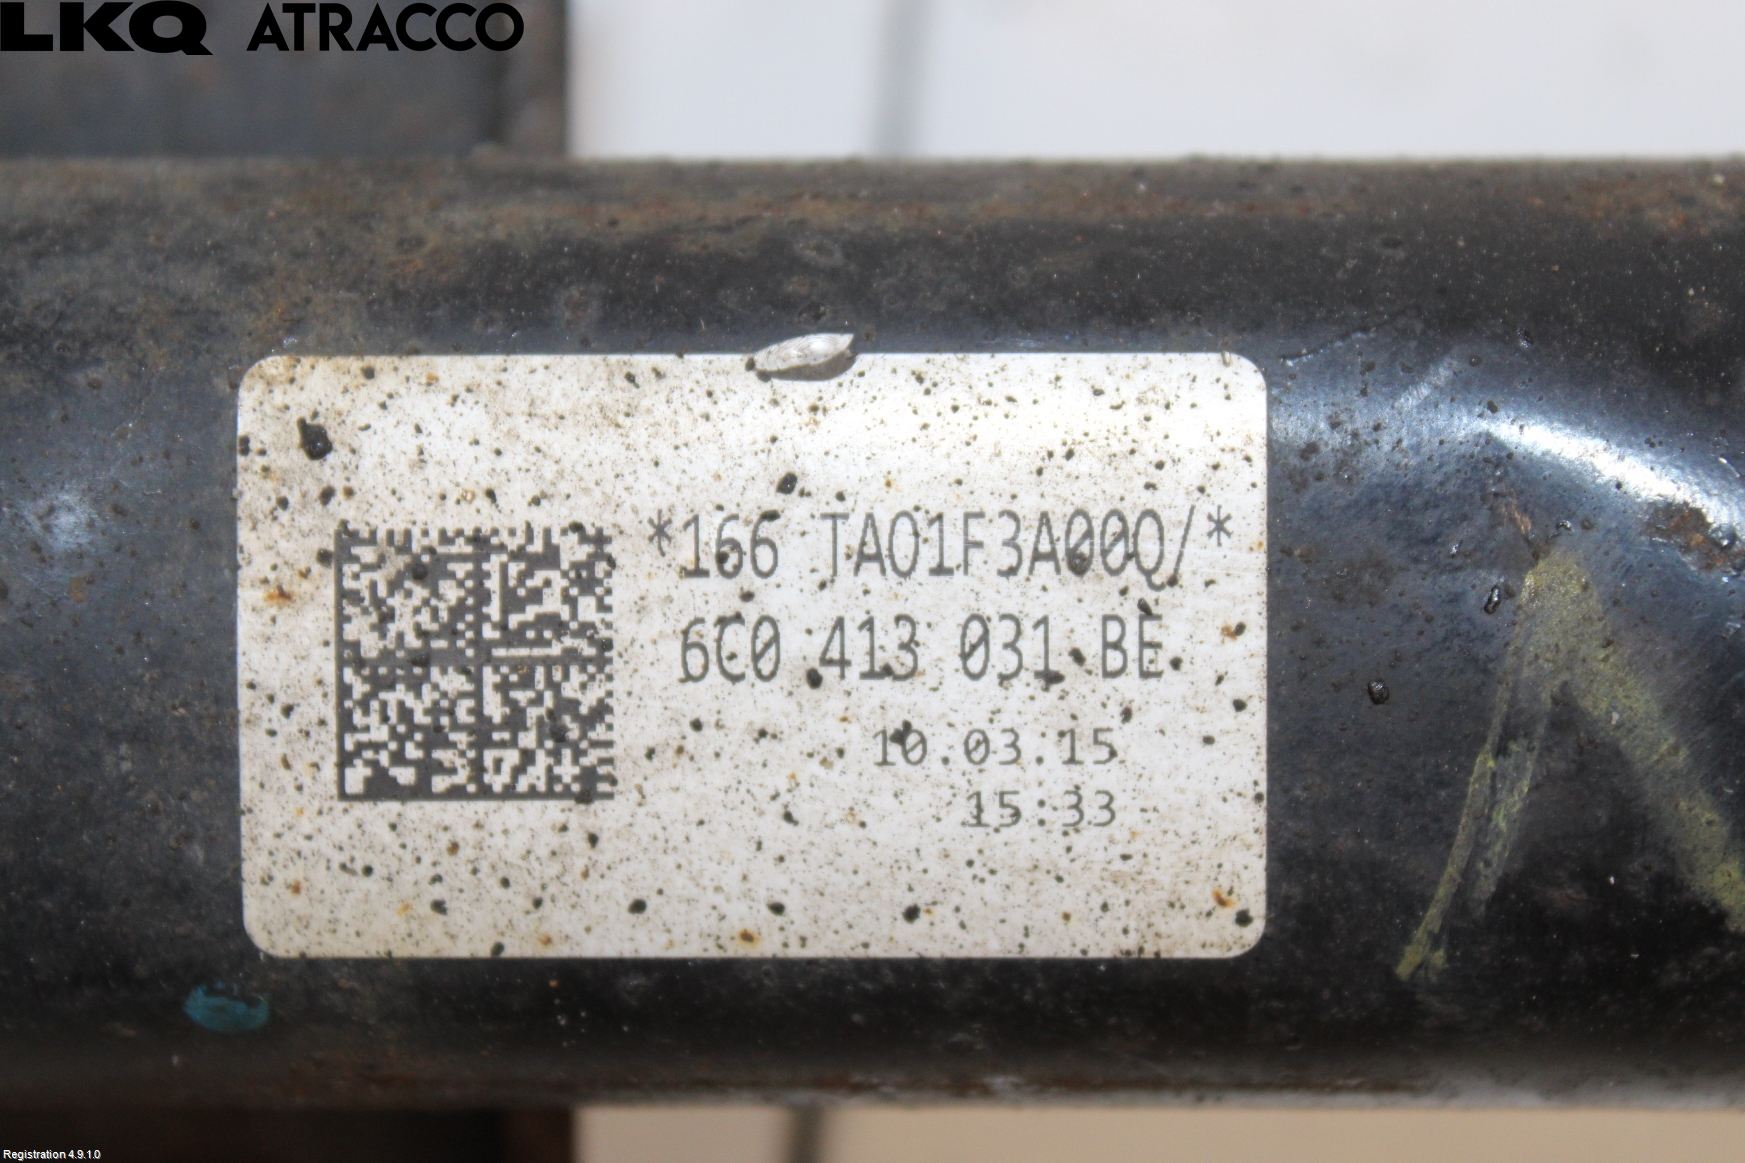 LKQ ATRACCO
*166 TA01F3A00Q/*
6C0 413 031 BE
10.03.15
15:33
Registration 4.9.1.0